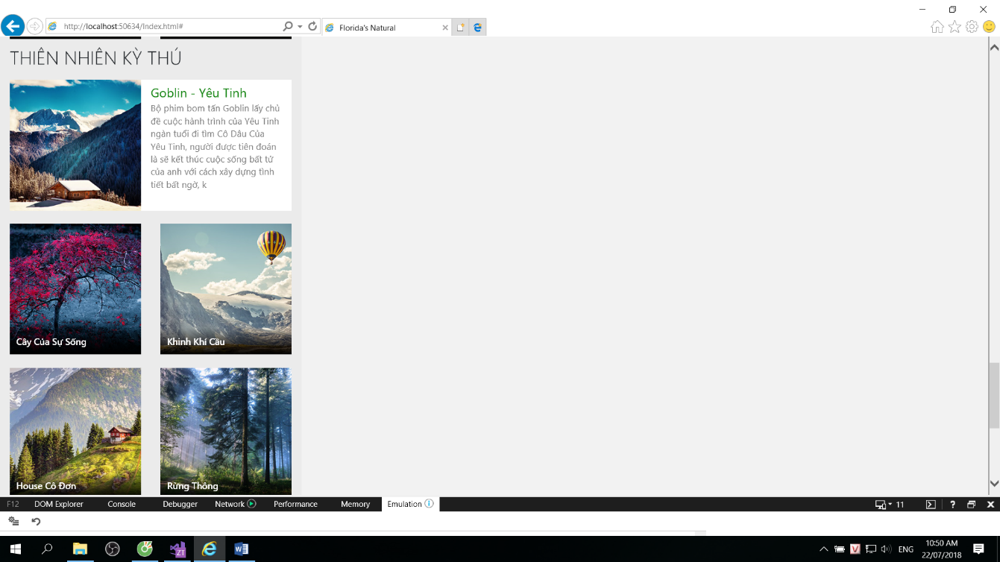 http://localhost:50634/Index.html#
Florida's Natural
THIÊN NHIÊN KỲ THÚ
Goblin - Yêu Tinh
Bộ phim bom tấn Goblin lấy chủ
đề cuộc hành trình của Yêu Tinh
ngàn tuổi đi tìm Cô Dâu Của
Yêu Tinh, người được tiên đoán
là sẽ kết thúc cuộc sống bất tử
của anh với cách xây dựng tình
tiết bất ngờ, k
Cây Của Sự Sống
Khinh Khí Cầu
House Cô Đơn
Rừng Thông
F12 DOM Explorer Console Debugger Network Performance Memory Emulation 11
ZT
V ENG
10:50 AM
22/07/2018